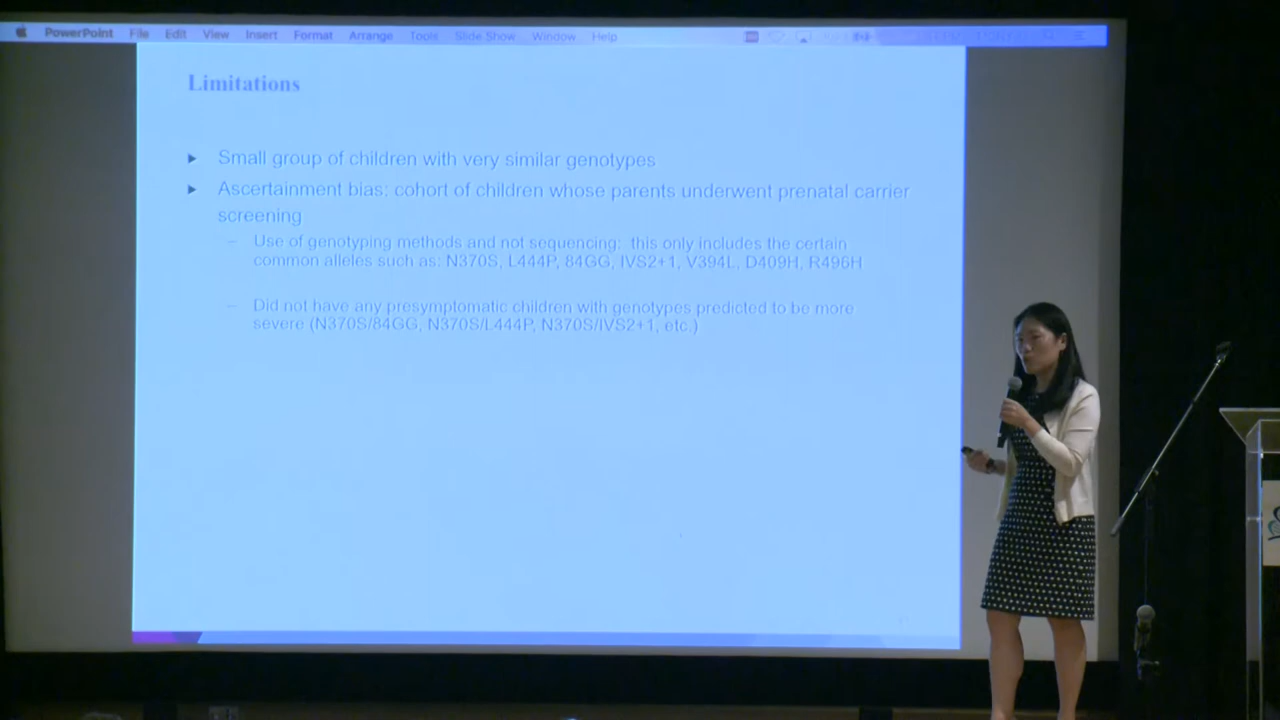 PowerPoint File Edit View Insert Format Arrange Tools Slide Show Window Help
Limitations
Small group of children with very similar genotypes
Ascertainment bias: cohort of children whose parents underwent prenatal carrier
screening
– Use of genotyping methods and not sequencing: this only includes the certain
common alleles such as: N370S, L444P, 84GG, IVS2+1, V394L, D409H, R496H
– Did not have any presymptomatic children with genotypes predicted to be more
severe (N370S/84GG, N370S/L444P, N370S/IVS2+1, etc.)